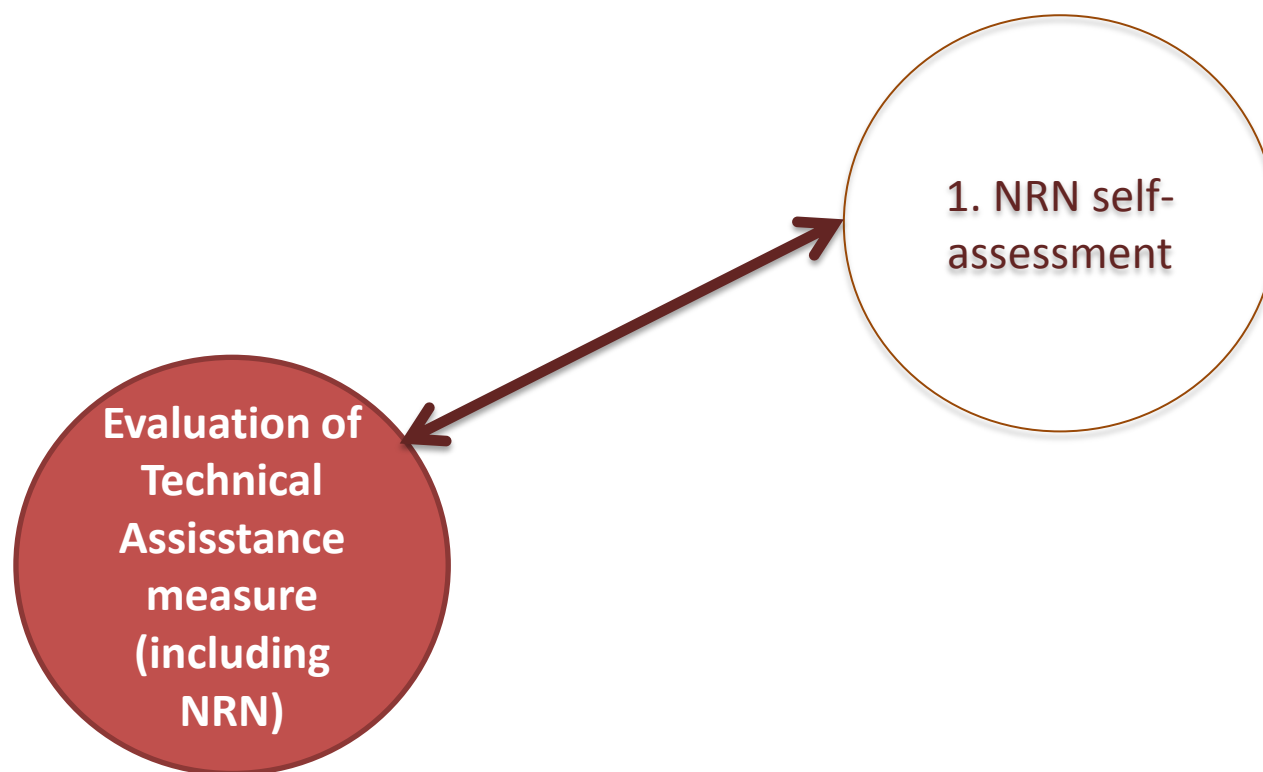 1. NRN self-
assessment
Evaluation of
Technical
Assisstance
measure
(including
NRN)